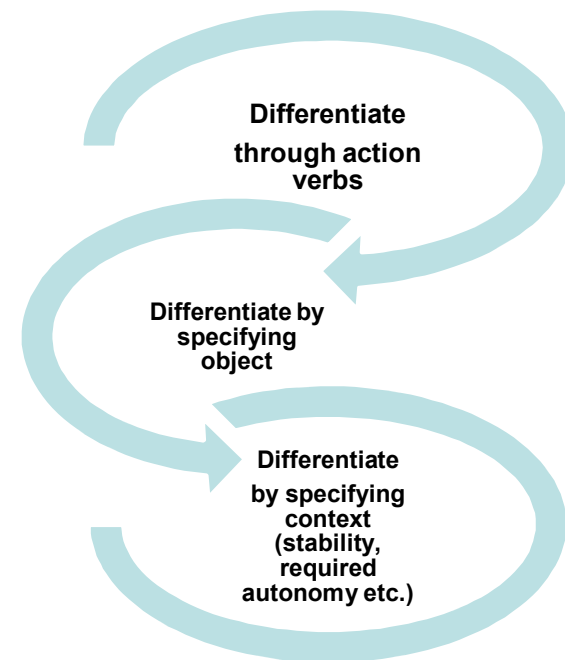 Differentiate
through action
verbs
Differentiate by
specifying
object
Differentiate
by specifying
context
(stability,
required
autonomy etc.)